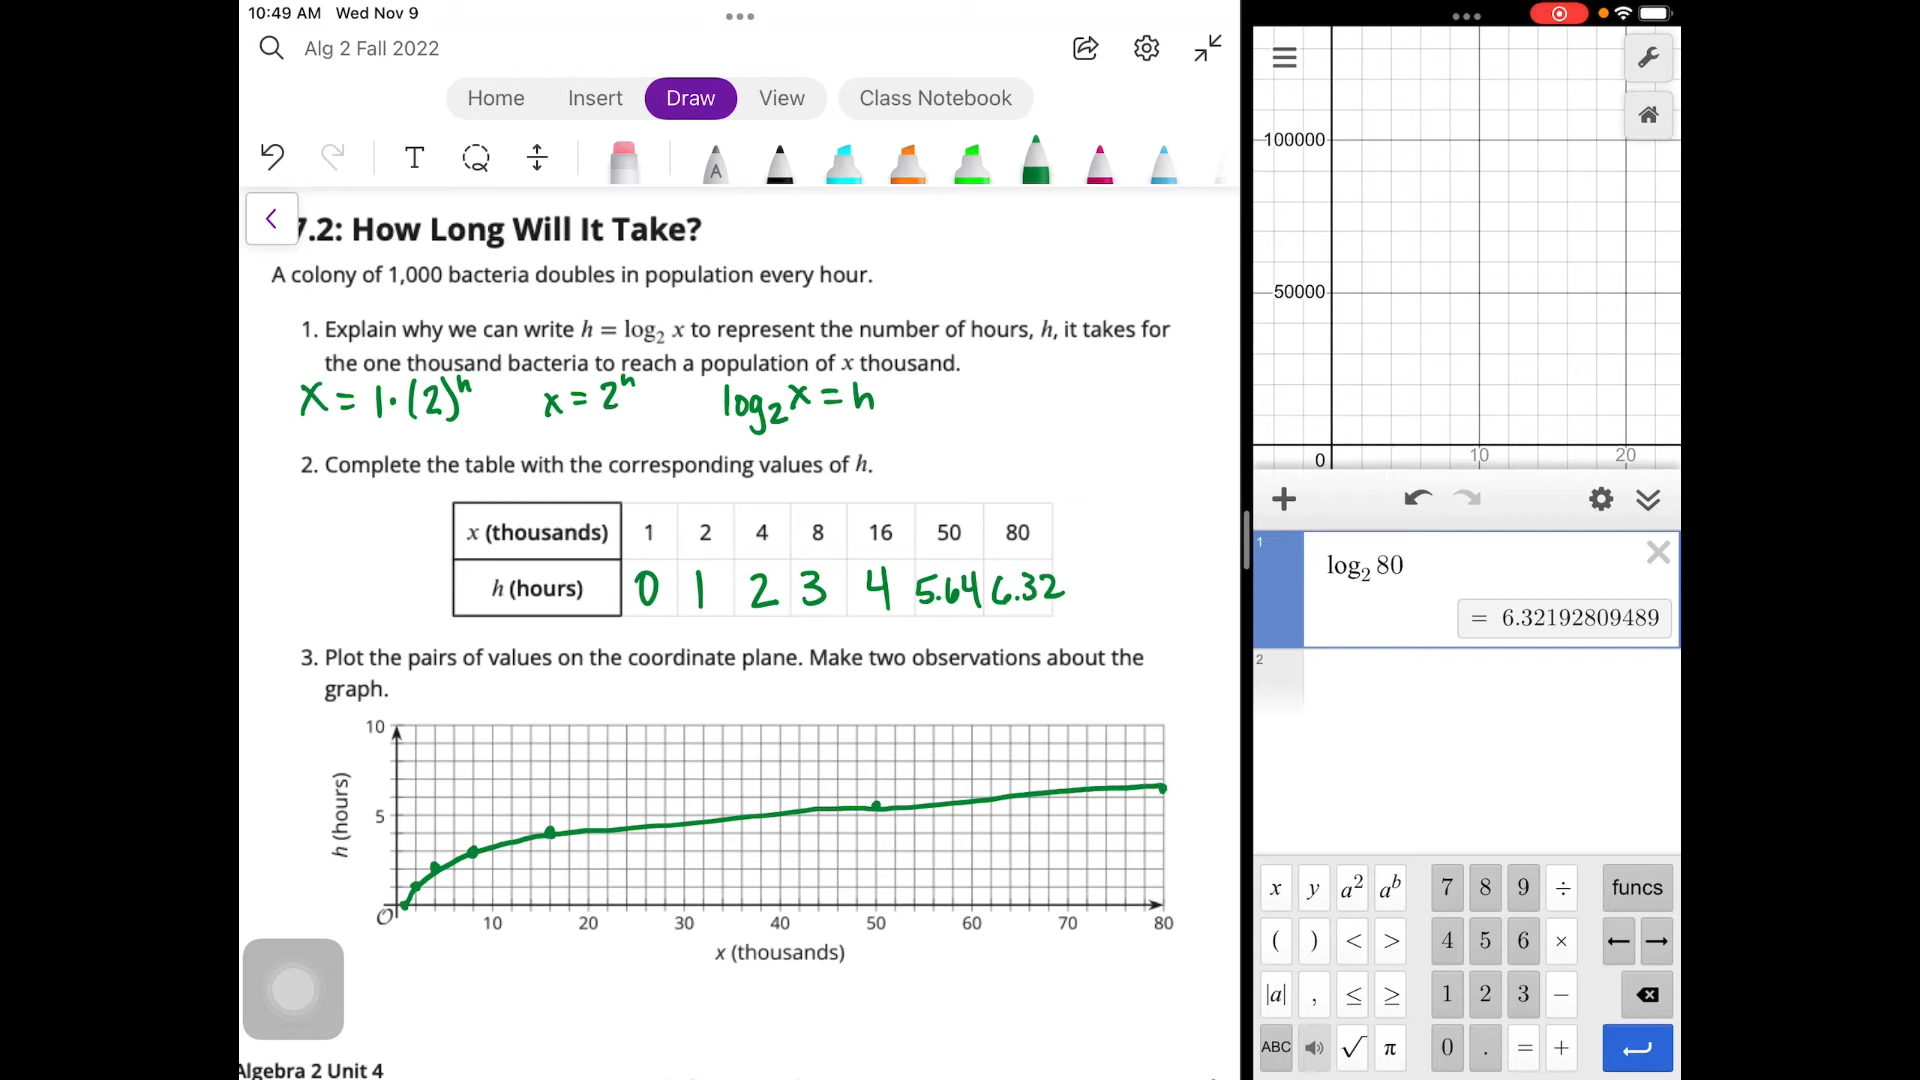 10:49 AM Wed Nov 9
Alg 2 Fall 2022
Home Insert Draw View Class Notebook
T A
7.2: How Long Will It Take?
A colony of 1,000 bacteria doubles in population every hour.
1. Explain why we can write h = log₂ x to represent the number of hours, h, it takes for
the one thousand bacteria to reach a population of x thousand.
x = 1·(2)ʰ x = 2ʰ log₂x = h
2. Complete the table with the corresponding values of h.
x (thousands) 1 2 4 8 16 50 80
h (hours) 0 1 2 3 4 5.64 6.32
3. Plot the pairs of values on the coordinate plane. Make two observations about the
graph.
10
5
h (hours)
O 10 20 30 40 50 60 70 80
x (thousands)
Algebra 2 Unit 4
100000
50000
0 10 20
1
log₂ 80
= 6.32192809489
2
x y a² aᵇ 7 8 9 ÷ funcs
( ) < > 4 5 6 × ← →
|a| , ≤ ≥ 1 2 3 −
ABC √ π 0 . = +